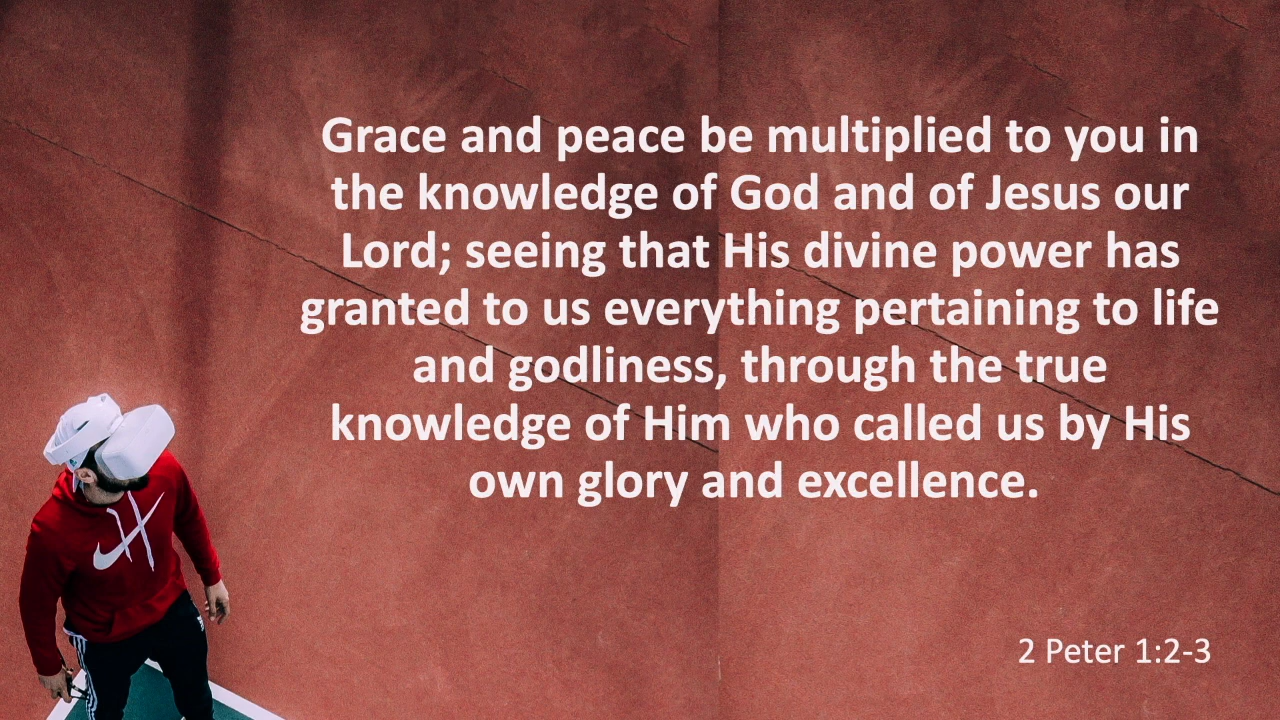 Grace and peace be multiplied to you in
the knowledge of God and of Jesus our
Lord; seeing that His divine power has
granted to us everything pertaining to life
and godliness, through the true
knowledge of Him who called us by His
own glory and excellence.
2 Peter 1:2-3